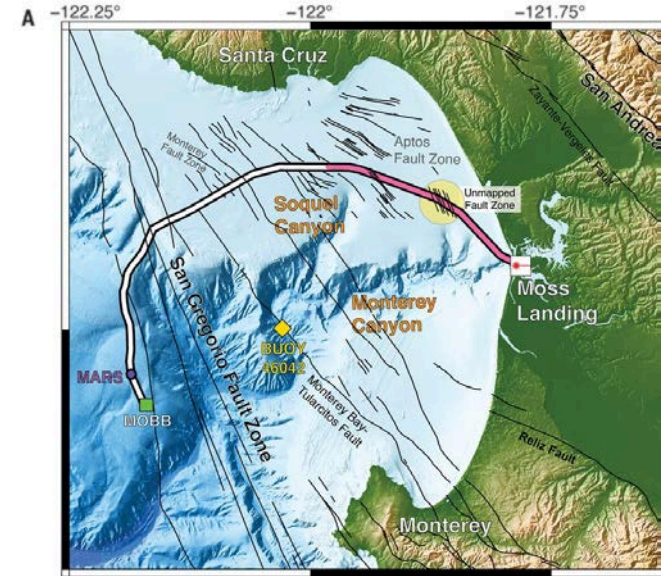 A
−122.25°
−122°
−121.75°
Santa Cruz
San Andrea
Zayante-Vergeles Fault
Monterey
Fault Zone
Aptos
Fault Zone
Unmapped
Fault Zone
Soquel
Canyon
San Gregorio Fault Zone
Monterey
Canyon
Moss
Landing
BUOY
46042
MARS
MOBB
Monterey Bay-
Tularcitos Fault
Reliz Fault
Monterey